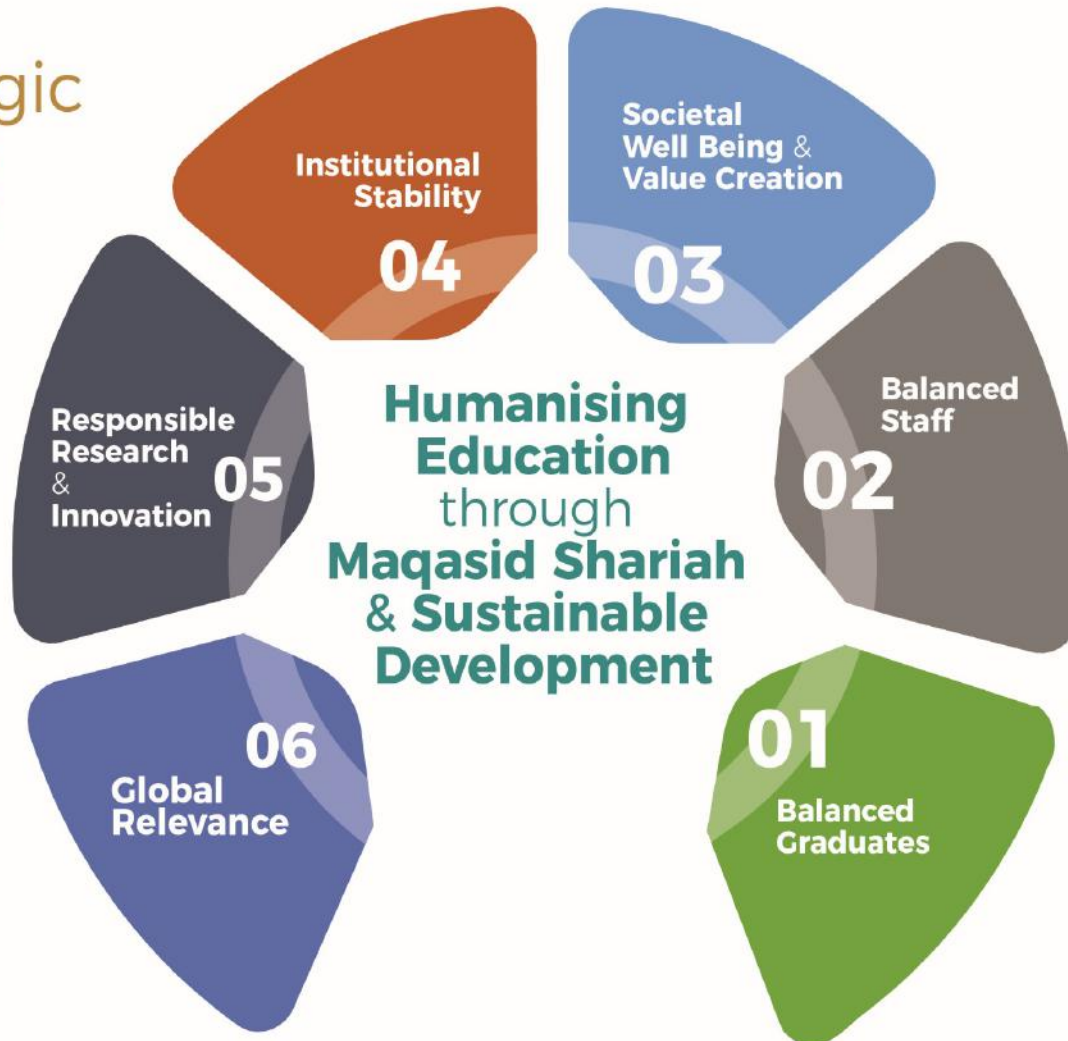 Institutional
Stability
04
Societal
Well Being &
Value Creation
03
Responsible
Research
&
Innovation
05
Humanising
Education
through
Maqasid Shariah
& Sustainable
Development
Balanced
Staff
02
06
Global
Relevance
01
Balanced
Graduates